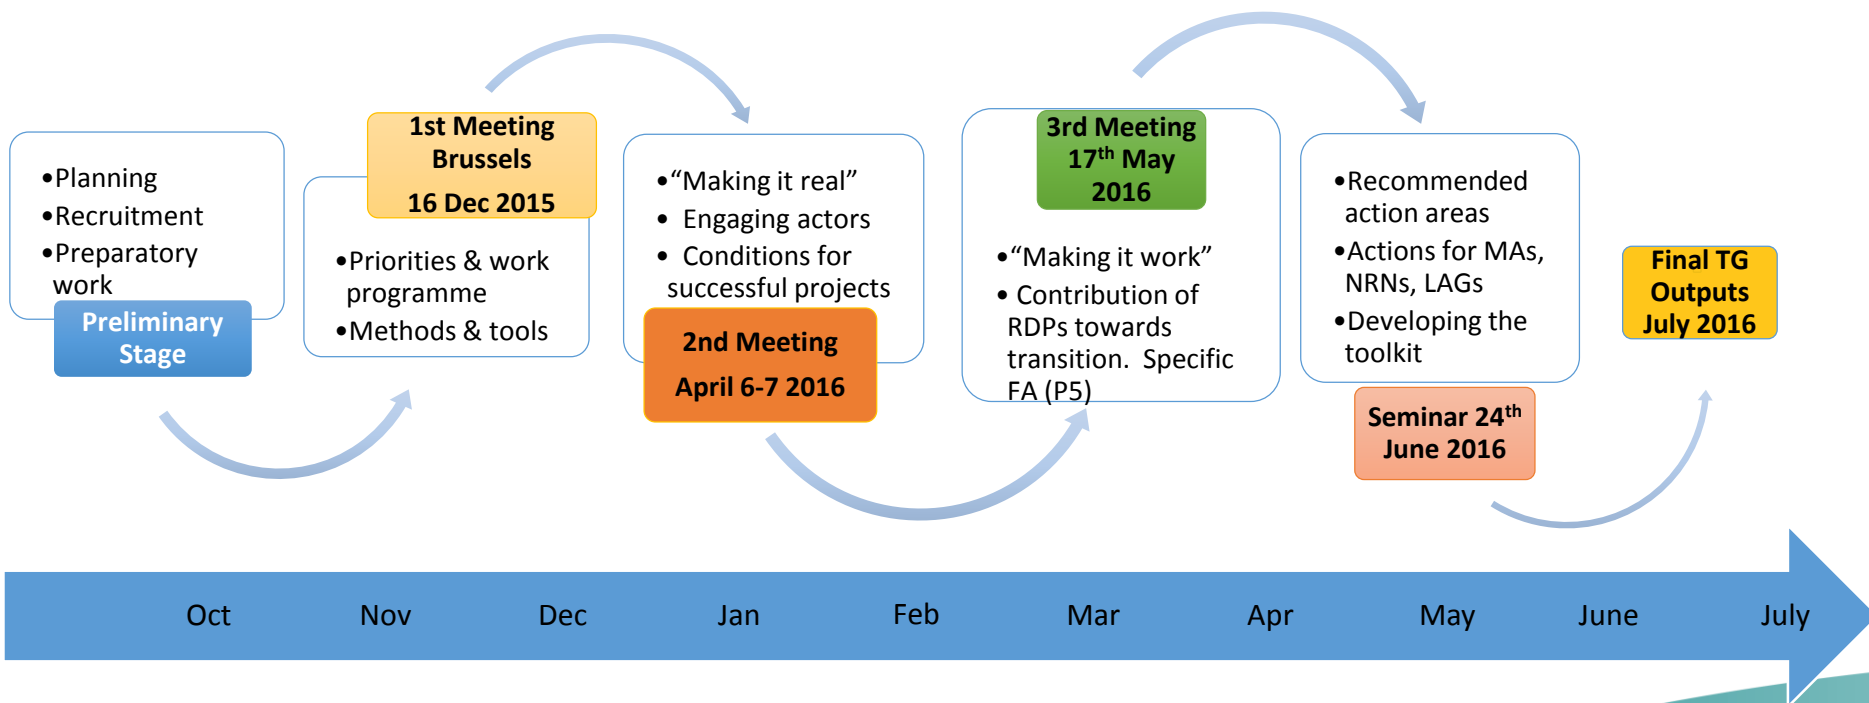 •Planning
•Recruitment
•Preparatory
work
Preliminary
Stage
1st Meeting
Brussels
16 Dec 2015
•Priorities & work
programme
•Methods & tools
•“Making it real”
• Engaging actors
• Conditions for
successful projects
2nd Meeting
April 6-7 2016
3rd Meeting
17th May
2016
•“Making it work”
• Contribution of
RDPs towards
transition. Specific
FA (P5)
•Recommended
action areas
•Actions for MAs,
NRNs, LAGs
•Developing the
toolkit
Seminar 24th
June 2016
Final TG
Outputs
July 2016
Oct Nov Dec Jan Feb Mar Apr May June July